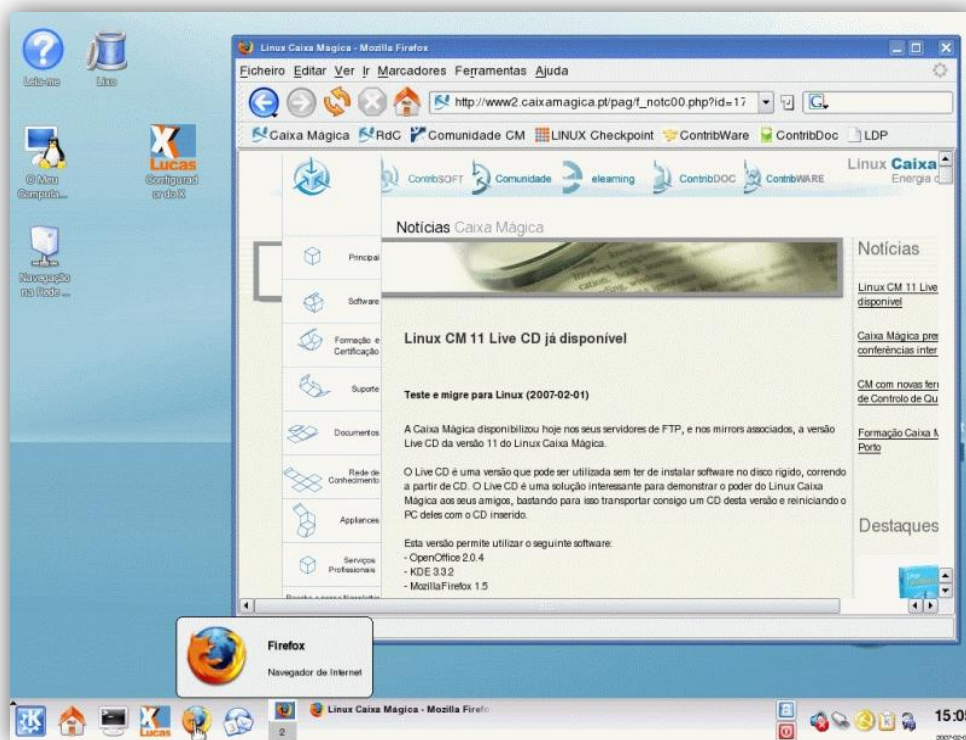 Leia-me
Lixo
O Meu
Computa...
Lucas
Configurad
or do X
Navegação
na Rede ...
Linux Caixa Magica - Mozilla Firefox
Ficheiro Editar Ver Ir Marcadores Ferramentas Ajuda
http://www2.caixamagica.pt/pag/f_notc00.php?id=17
G
Caixa Mágica RdC Comunidade CM LINUX Checkpoint ContribWare ContribDoc LDP
ContribSOFT Comunidade elearning ContribDOC ContribWARE
Linux Caixa
Energia
Notícias Caixa Mágica
Principal
Software
Formação e
Certificação
Suporte
Documentos
Rede de
Conhecimento
Appliances
Serviços
Profissionais
Linux CM 11 Live CD já disponível
Teste e migre para Linux (2007-02-01)
A Caixa Mágica disponibilizou hoje nos seus servidores de FTP, e nos mirrors associados, a versão
Live CD da versão 11 do Linux Caixa Mágica.
O Live CD é uma versão que pode ser utilizada sem ter de instalar software no disco rigido, correndo
a partir de CD. O Live CD é uma solução interessante para demonstrar o poder do Linux Caixa
Mágica aos seus amigos, bastando para isso transportar consigo um CD desta versão e reiniciando o
PC deles com o CD inserido.
Esta versão permite utilizar o seguinte software:
- OpenOffice 2.0.4
- KDE 3.3.2
- MozillaFirefox 1.5
Notícias
Linux CM 11 Live
disponível
Caixa Mágica pre
conferências inter
CM com novas fer
de Controlo de Qu
Formação Caixa M
Porto
Destaques
Firefox
Navegador de Internet
Lucas
2
Linux Caixa Mágica - Mozilla Firefo
15:05